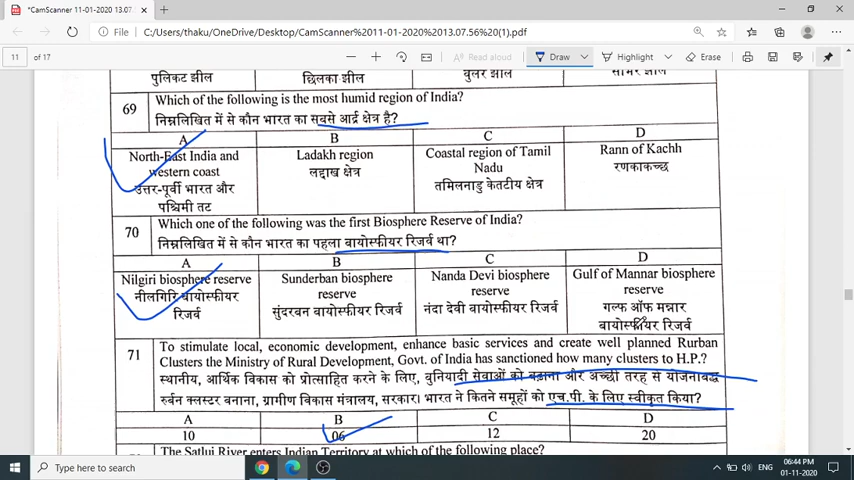 *CamScanner 11-01-2020 13.07.
File
C:/Users/thaku/OneDrive/Desktop/CamScanner%2011-01-2020%2013.07.56%20(1).pdf
11 of 17
Read aloud
Draw
Highlight
Erase
पुलिकट झील छिलका झील वुलर झील सांभर झील
69 Which of the following is the most humid region of India?
निम्नलिखित में से कौन भारत का सबसे आर्द्र क्षेत्र है?
A B C D
North-East India and western coast
उत्तर-पूर्वी भारत और पश्चिमी तट
Ladakh region
लद्दाख क्षेत्र
Coastal region of Tamil Nadu
तमिलनाडु केतटीय क्षेत्र
Rann of Kachh
रणकाकच्छ
70 Which one of the following was the first Biosphere Reserve of India?
निम्नलिखित में से कौन भारत का पहला बायोस्फीयर रिजर्व था?
A B C D
Nilgiri biosphere reserve
नीलगिरि बायोस्फीयर
रिजर्व
Sunderban biosphere
reserve
सुंदरबन बायोस्फीयर रिजर्व
Nanda Devi biosphere
reserve
नंदा देवी बायोस्फीयर रिजर्व
Gulf of Mannar biosphere
reserve
गल्फ ऑफ मन्नार
बायोस्फीयर रिजर्व
71 To stimulate local, economic development, enhance basic services and create well planned Rurban
Clusters the Ministry of Rural Development, Govt. of India has sanctioned how many clusters to H.P.?
स्थानीय, आर्थिक विकास को प्रोत्साहित करने के लिए, बुनियादी सेवाओं को बढ़ाना और अच्छी तरह से योजनाबद्ध
रुर्बन क्लस्टर बनाना, ग्रामीण विकास मंत्रालय, सरकार। भारत ने कितने समूहों को एच.पी. के लिए स्वीकृत किया?
A B C D
10 06 12 20
The Satluj River enters Indian Territory at which of the following place?
Type here to search
ENG
06:44 PM
01-11-2020